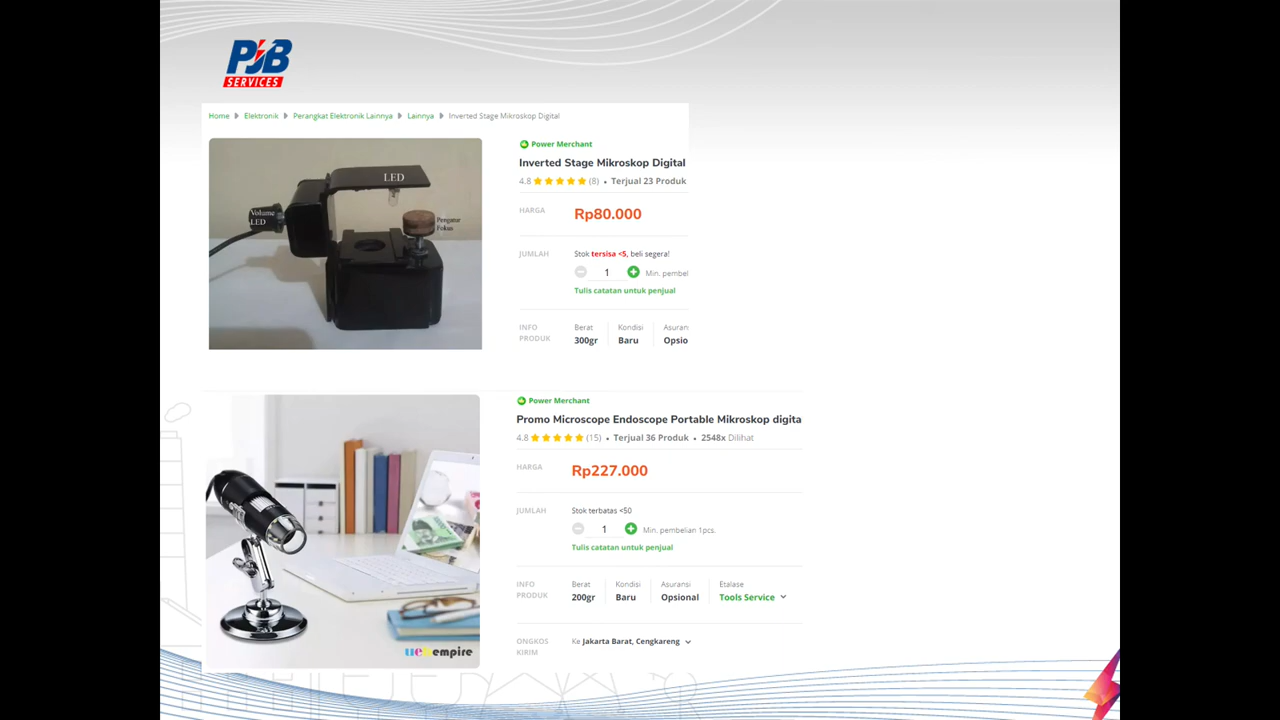 PJB
SERVICES
Home Elektronik Perangkat Elektronik Lainnya Lainnya Inverted Stage Mikroskop Digital
LED
Volume
LED
Pengatur
Fokus
Power Merchant
Inverted Stage Mikroskop Digital
4.8 (8) • Terjual 23 Produk
HARGA
Rp80.000
JUMLAH
Stok tersisa <5, beli segera!
1 Min. pembel
Tulis catatan untuk penjual
INFO
PRODUK
Berat Kondisi Asuran
300gr Baru Opsio
Power Merchant
Promo Microscope Endoscope Portable Mikroskop digita
4.8 (15) • Terjual 36 Produk • 2548x Dilihat
HARGA
Rp227.000
JUMLAH
Stok terbatas <50
1 Min. pembelian 1pcs.
Tulis catatan untuk penjual
INFO
PRODUK
Berat Kondisi Asuransi Etalase
200gr Baru Opsional Tools Service
ONGKOS
KIRIM
Ke Jakarta Barat, Cengkareng
empire